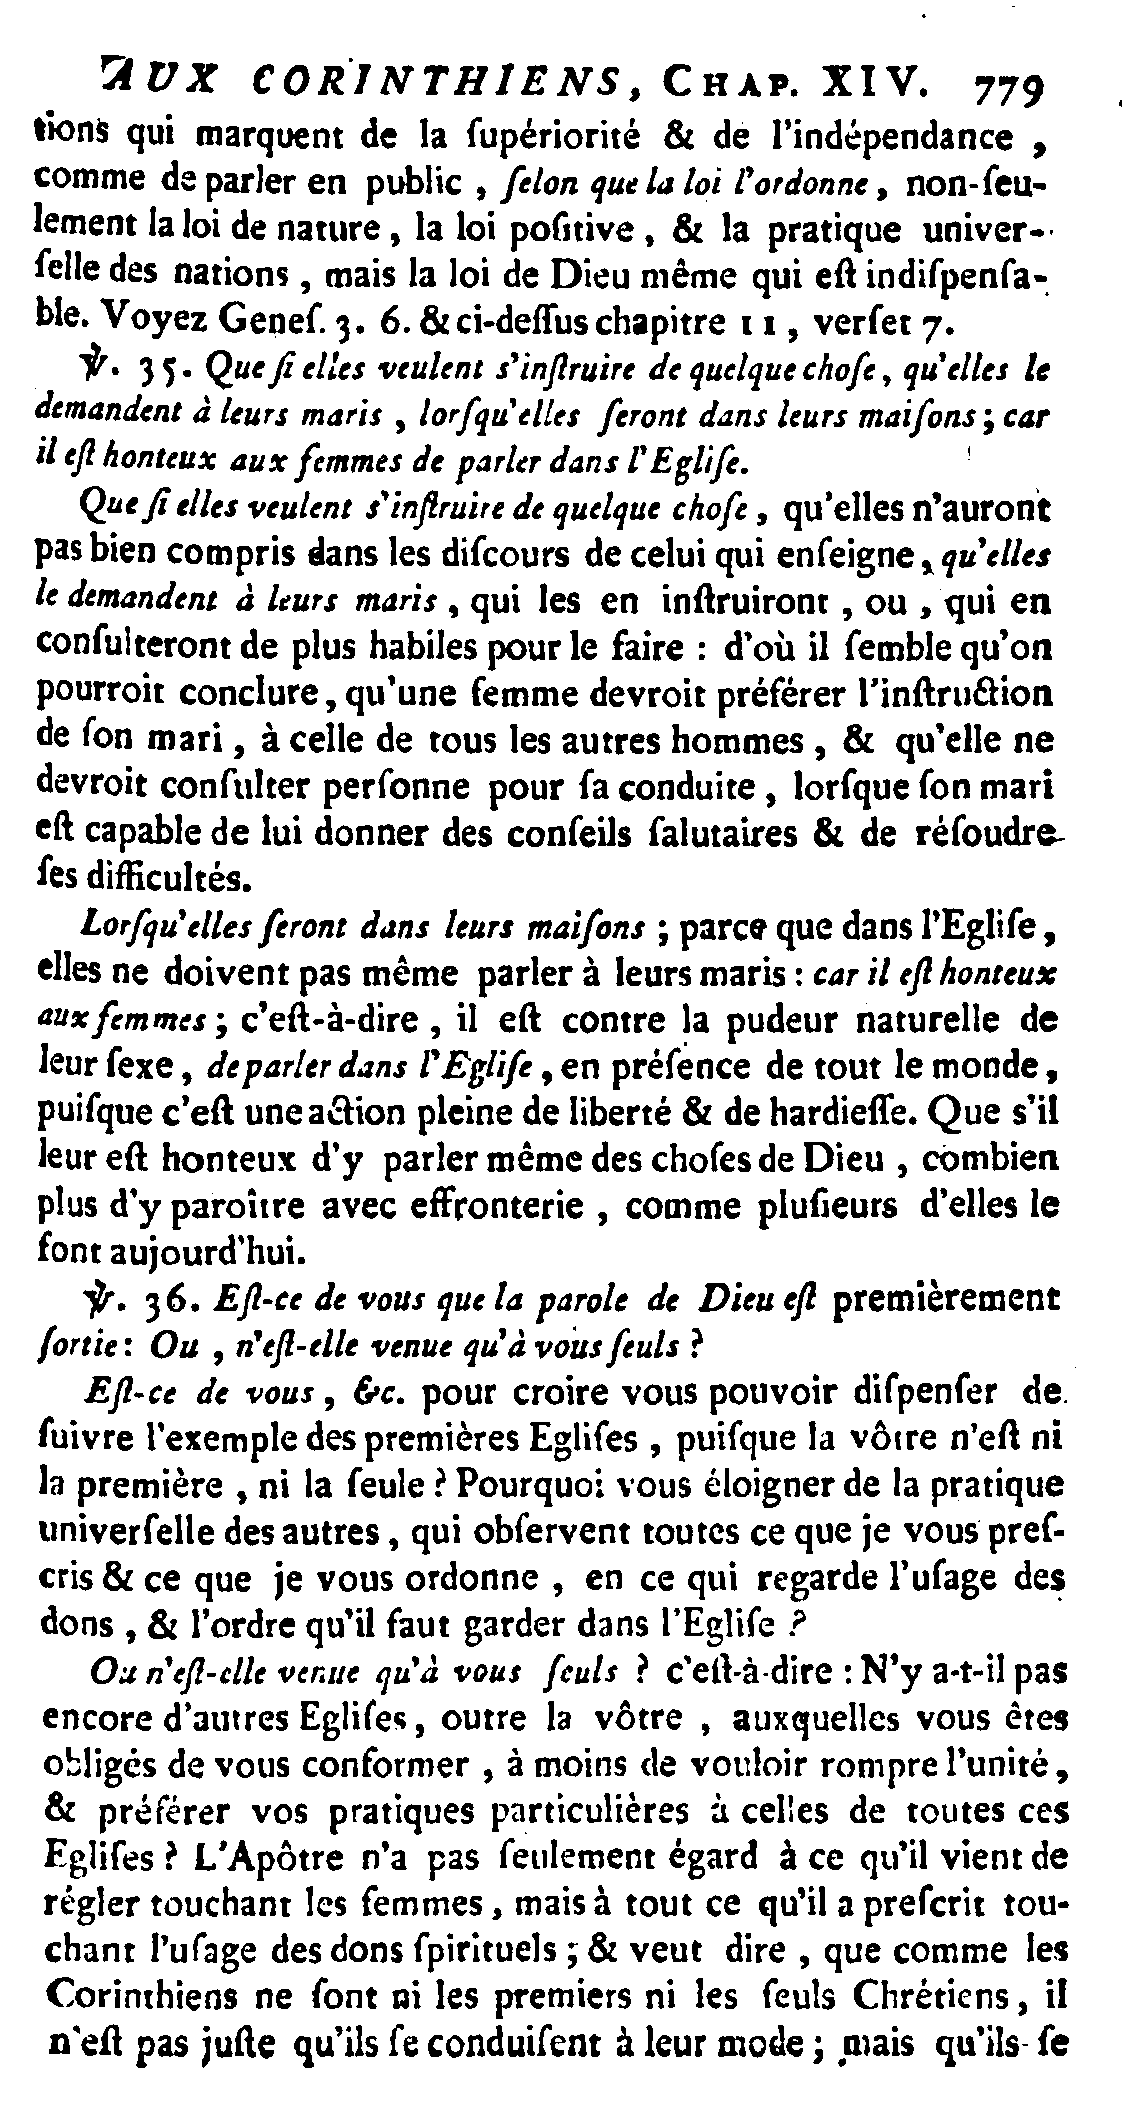 AUX CORINTHIENS, CHAP. XIV. 779
tions qui marquent de la ſupériorité & de l'indépendance ,
comme de parler en public , ſelon que la loi l'ordonne, non-ſeu-
lement la loi de nature, la loi poſitive , & la pratique univer-
ſelle des nations , mais la loi de Dieu même qui eſt indiſpenſa-
ble. Voyez Geneſ. 3. 6. & ci-deſſus chapitre 11, verſet 7.
℣. 35. Que ſi elles veulent s'inſtruire de quelque choſe, qu'elles le
demandent à leurs maris , lorſqu'elles ſeront dans leurs maiſons; car
il eſt honteux aux femmes de parler dans l'Egliſe.
Que ſi elles veulent s'inſtruire de quelque choſe , qu'elles n'auront
pas bien compris dans les diſcours de celui qui enſeigne, qu'elles
le demandent à leurs maris , qui les en inſtruiront , ou , qui en
conſulteront de plus habiles pour le faire : d'où il ſemble qu'on
pourroit conclure, qu'une femme devroit préférer l'inſtruction
de ſon mari , à celle de tous les autres hommes , & qu'elle ne
devroit conſulter perſonne pour ſa conduite , lorſque ſon mari
eſt capable de lui donner des conſeils ſalutaires & de réſoudre
ſes difficultés.
Lorſqu'elles ſeront dans leurs maiſons ; parce que dans l'Egliſe,
elles ne doivent pas même parler à leurs maris : car il eſt honteux
aux femmes ; c'eſt-à-dire , il eſt contre la pudeur naturelle de
leur ſexe, de parler dans l'Egliſe, en préſence de tout le monde,
puiſque c'eſt une action pleine de liberté & de hardieſſe. Que s'il
leur eſt honteux d'y parler même des choſes de Dieu , combien
plus d'y paroître avec effronterie , comme pluſieurs d'elles le
font aujourd'hui.
℣. 36. Eſt-ce de vous que la parole de Dieu eſt premièrement
ſortie: Ou , n'eſt-elle venue qu'à vous ſeuls ?
Eſt-ce de vous, &c. pour croire vous pouvoir diſpenſer de
ſuivre l'exemple des premières Egliſes , puiſque la vôtre n'eſt ni
la première , ni la ſeule ? Pourquoi vous éloigner de la pratique
univerſelle des autres, qui obſervent toutes ce que je vous preſ-
cris & ce que je vous ordonne , en ce qui regarde l'uſage des
dons , & l'ordre qu'il faut garder dans l'Egliſe ?
Ou n'eſt-elle venue qu'à vous ſeuls ? c'eſt-à-dire : N'y a-t-il pas
encore d'autres Egliſes, outre la vôtre , auxquelles vous êtes
obligés de vous conformer , à moins de vouloir rompre l'unité,
& préférer vos pratiques particulières à celles de toutes ces
Egliſes ? L'Apôtre n'a pas ſeulement égard à ce qu'il vient de
régler touchant les femmes, mais à tout ce qu'il a preſcrit tou-
chant l'uſage des dons ſpirituels ; & veut dire , que comme les
Corinthiens ne ſont ni les premiers ni les ſeuls Chrétiens, il
n'eſt pas juſte qu'ils ſe conduiſent à leur mode ; mais qu'ils ſe